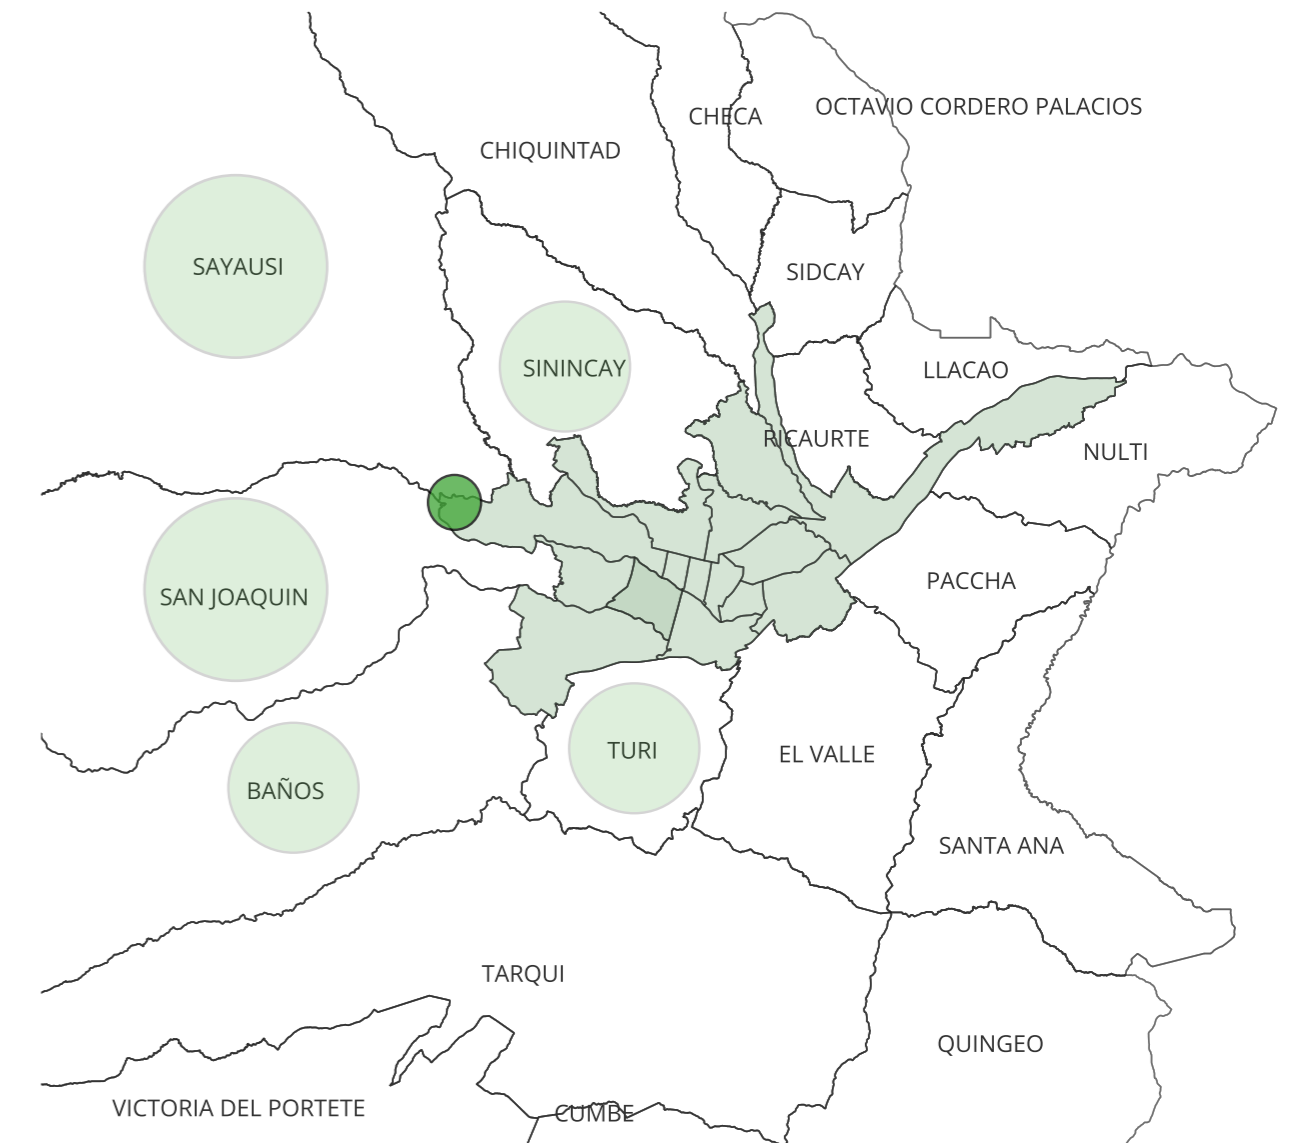 OCTAVIO CORDERO PALACIOS
CHECA
CHIQUINTAD
SAYAUSI
SIDCAY
SININCAY
LLACAO
RICAURTE
NULTI
PACCHA
SAN JOAQUIN
TURI
EL VALLE
BAÑOS
SANTA ANA
TARQUI
QUINGEO
VICTORIA DEL PORTETE
CUMBE